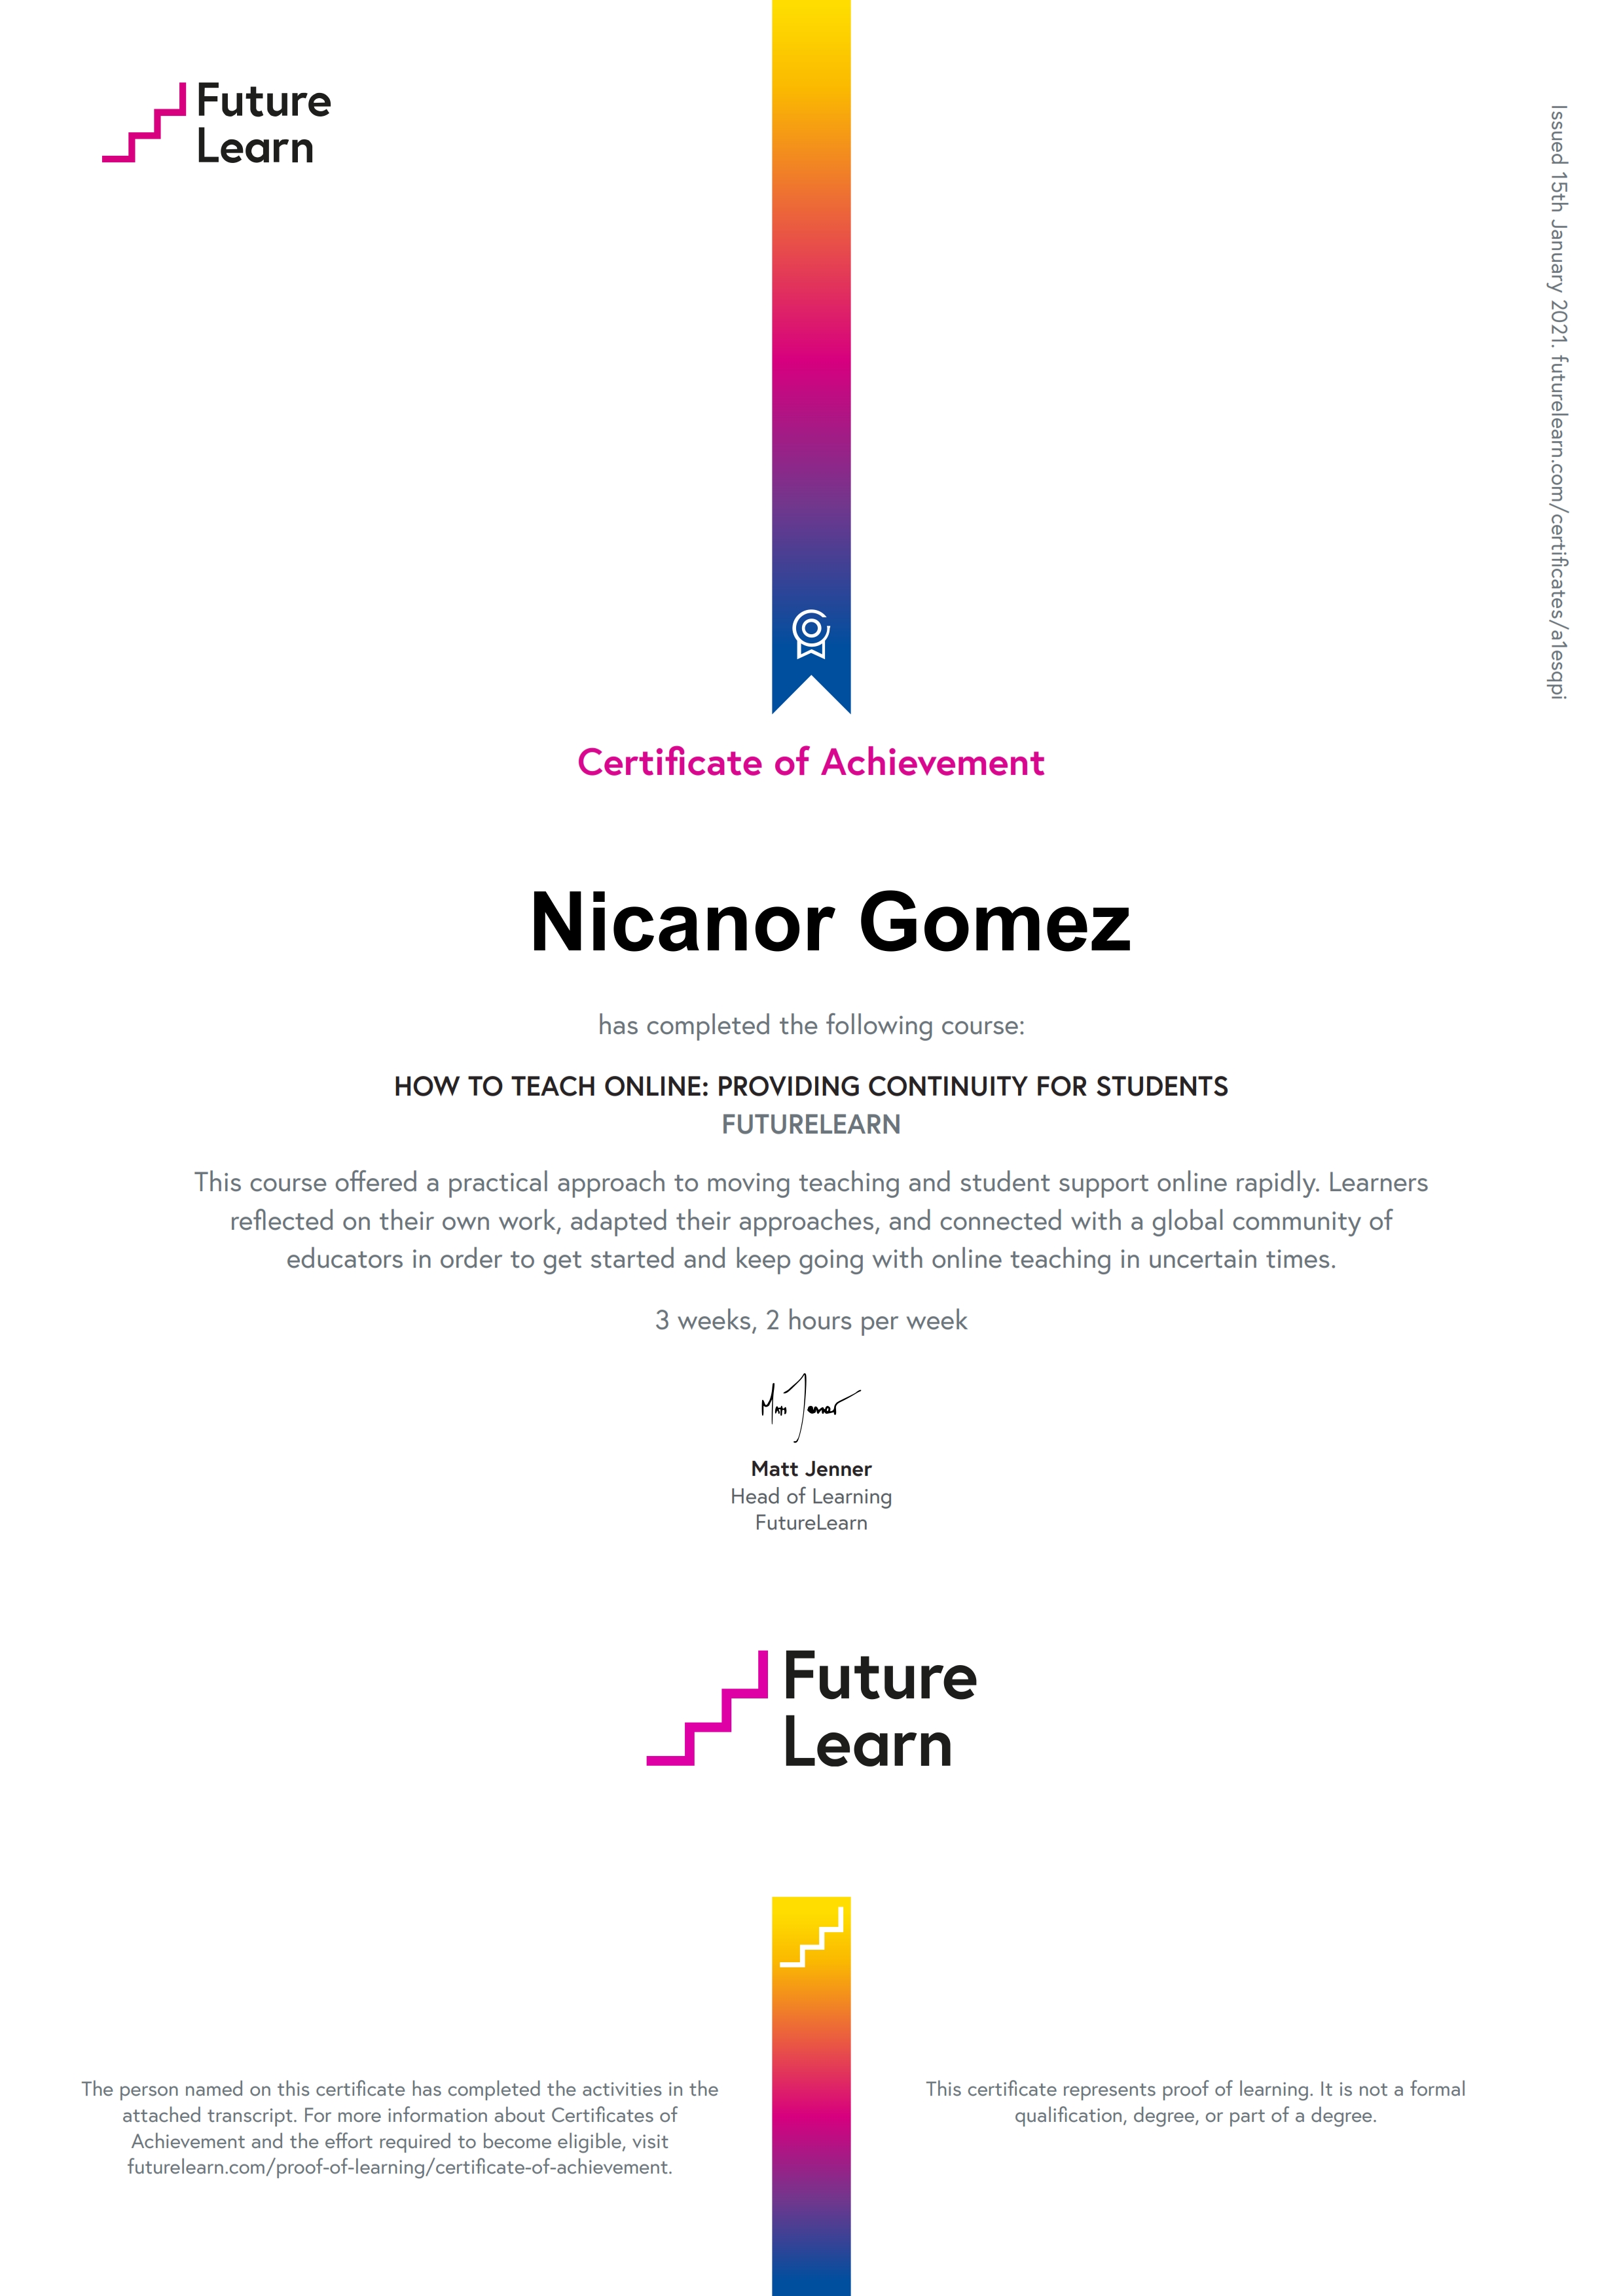 Future
Learn
Issued 15th January 2021. futurelearn.com/certificates/a1esqpi
Certificate of Achievement
Nicanor Gomez
has completed the following course:
HOW TO TEACH ONLINE: PROVIDING CONTINUITY FOR STUDENTS
FUTURELEARN
This course offered a practical approach to moving teaching and student support online rapidly. Learners
reflected on their own work, adapted their approaches, and connected with a global community of
educators in order to get started and keep going with online teaching in uncertain times.
3 weeks, 2 hours per week
Matt Jenner
Matt Jenner
Head of Learning
FutureLearn
Future
Learn
The person named on this certificate has completed the activities in the
attached transcript. For more information about Certificates of
Achievement and the effort required to become eligible, visit
futurelearn.com/proof-of-learning/certificate-of-achievement.
This certificate represents proof of learning. It is not a formal
qualification, degree, or part of a degree.